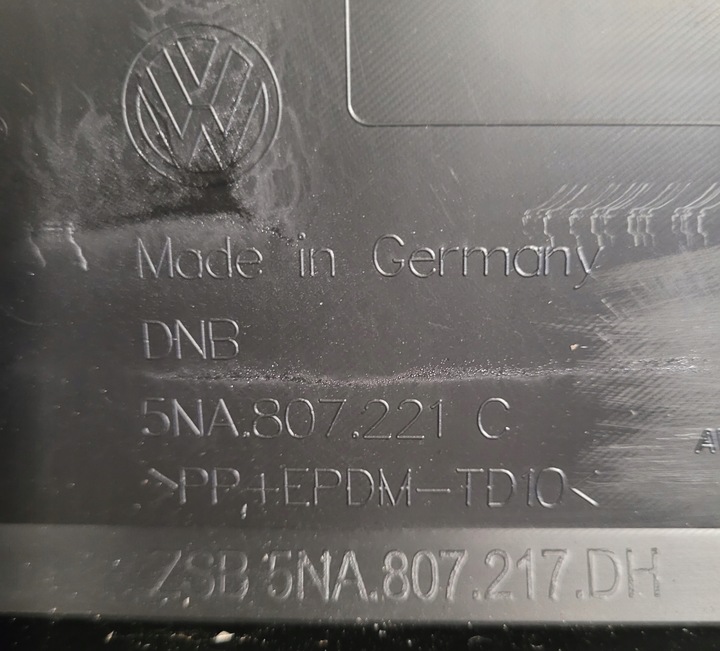 Made in Germany
DNB
5NA.807.221 C
>PP+EPDM-TD10<
ZSB 5NA.807.217.DH